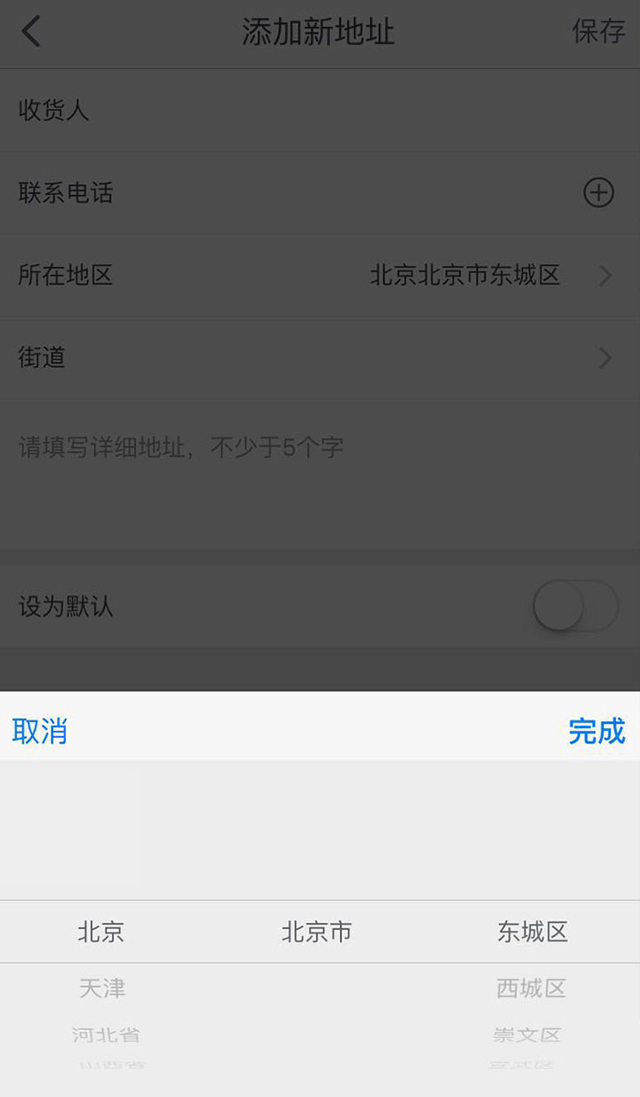 添加新地址 保存
收货人
联系电话
所在地区 北京北京市东城区
街道
请填写详细地址，不少于5个字
设为默认
取消 完成
北京 北京市 东城区
天津 西城区
河北省 崇文区
山西省